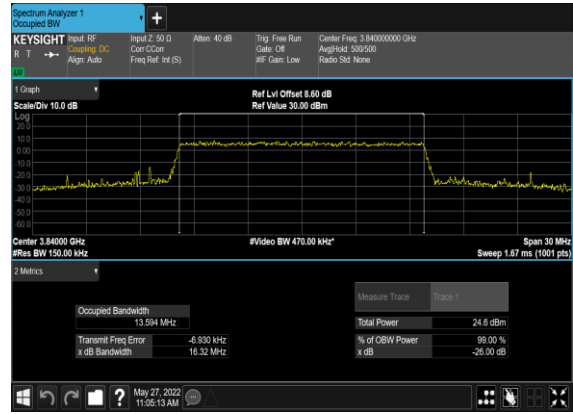 Spectrum Analyzer 1
Occupied BW
KEYSIGHT Input: RF Input Z: 50 Ω Atten: 40 dB Trig: Free Run Center Freq: 3.840000000 GHz
R T Coupling: DC Corr CCorr Gate: Off Avg|Hold: 500/500
Align: Auto Freq Ref: Int (S) #IF Gain: Low Radio Std: None
LXI
1 Graph
Ref Lvl Offset 8.60 dB
Scale/Div 10.0 dB Ref Value 30.00 dBm
Log
20.0
10.0
0.00
-10.0
-20.0
-30.0
-40.0
-50.0
-60.0
Center 3.84000 GHz #Video BW 470.00 kHz* Span 30 MHz
#Res BW 150.00 kHz Sweep 1.67 ms (1001 pts)
2 Metrics
Measure Trace Trace 1
Occupied Bandwidth
13.594 MHz Total Power 24.6 dBm
Transmit Freq Error -6.930 kHz % of OBW Power 99.00 %
x dB Bandwidth 16.32 MHz x dB -26.00 dB
? May 27, 2022
11:05:13 AM